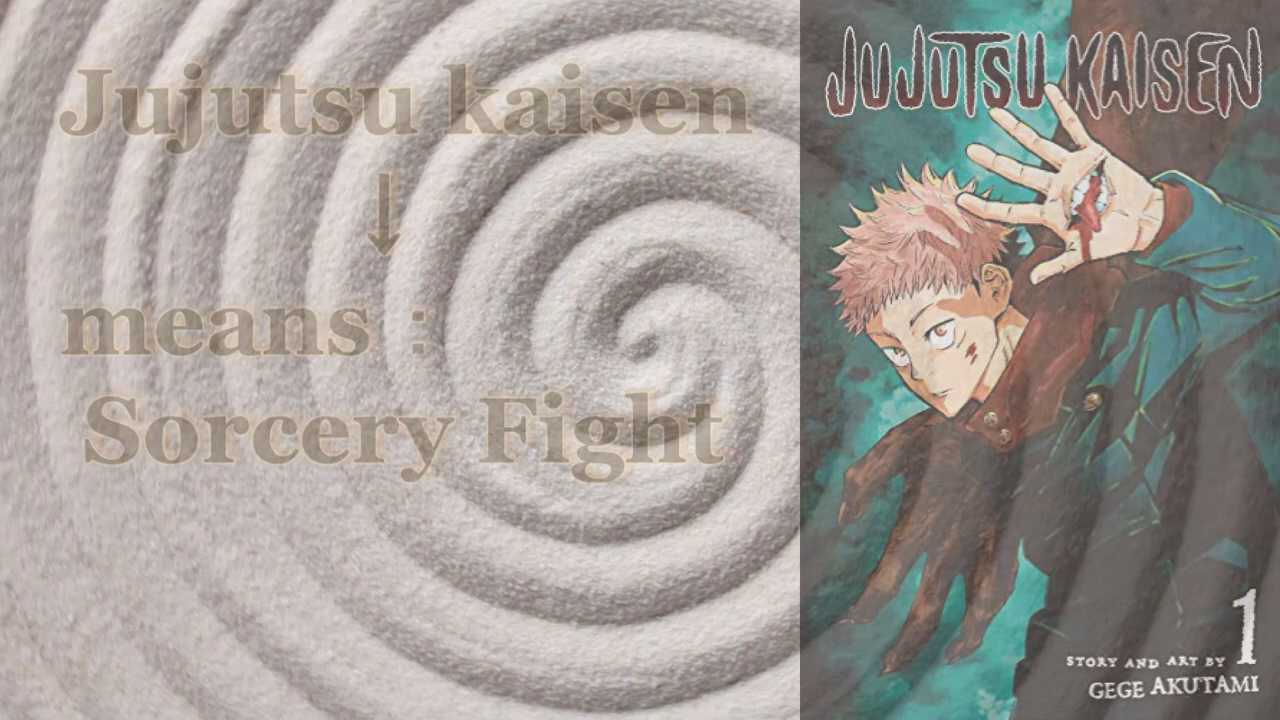 Jujutsu kaisen
↓
means :
Sorcery Fight
JUJUTSU KAISEN
1
STORY AND ART BY
GEGE AKUTAMI